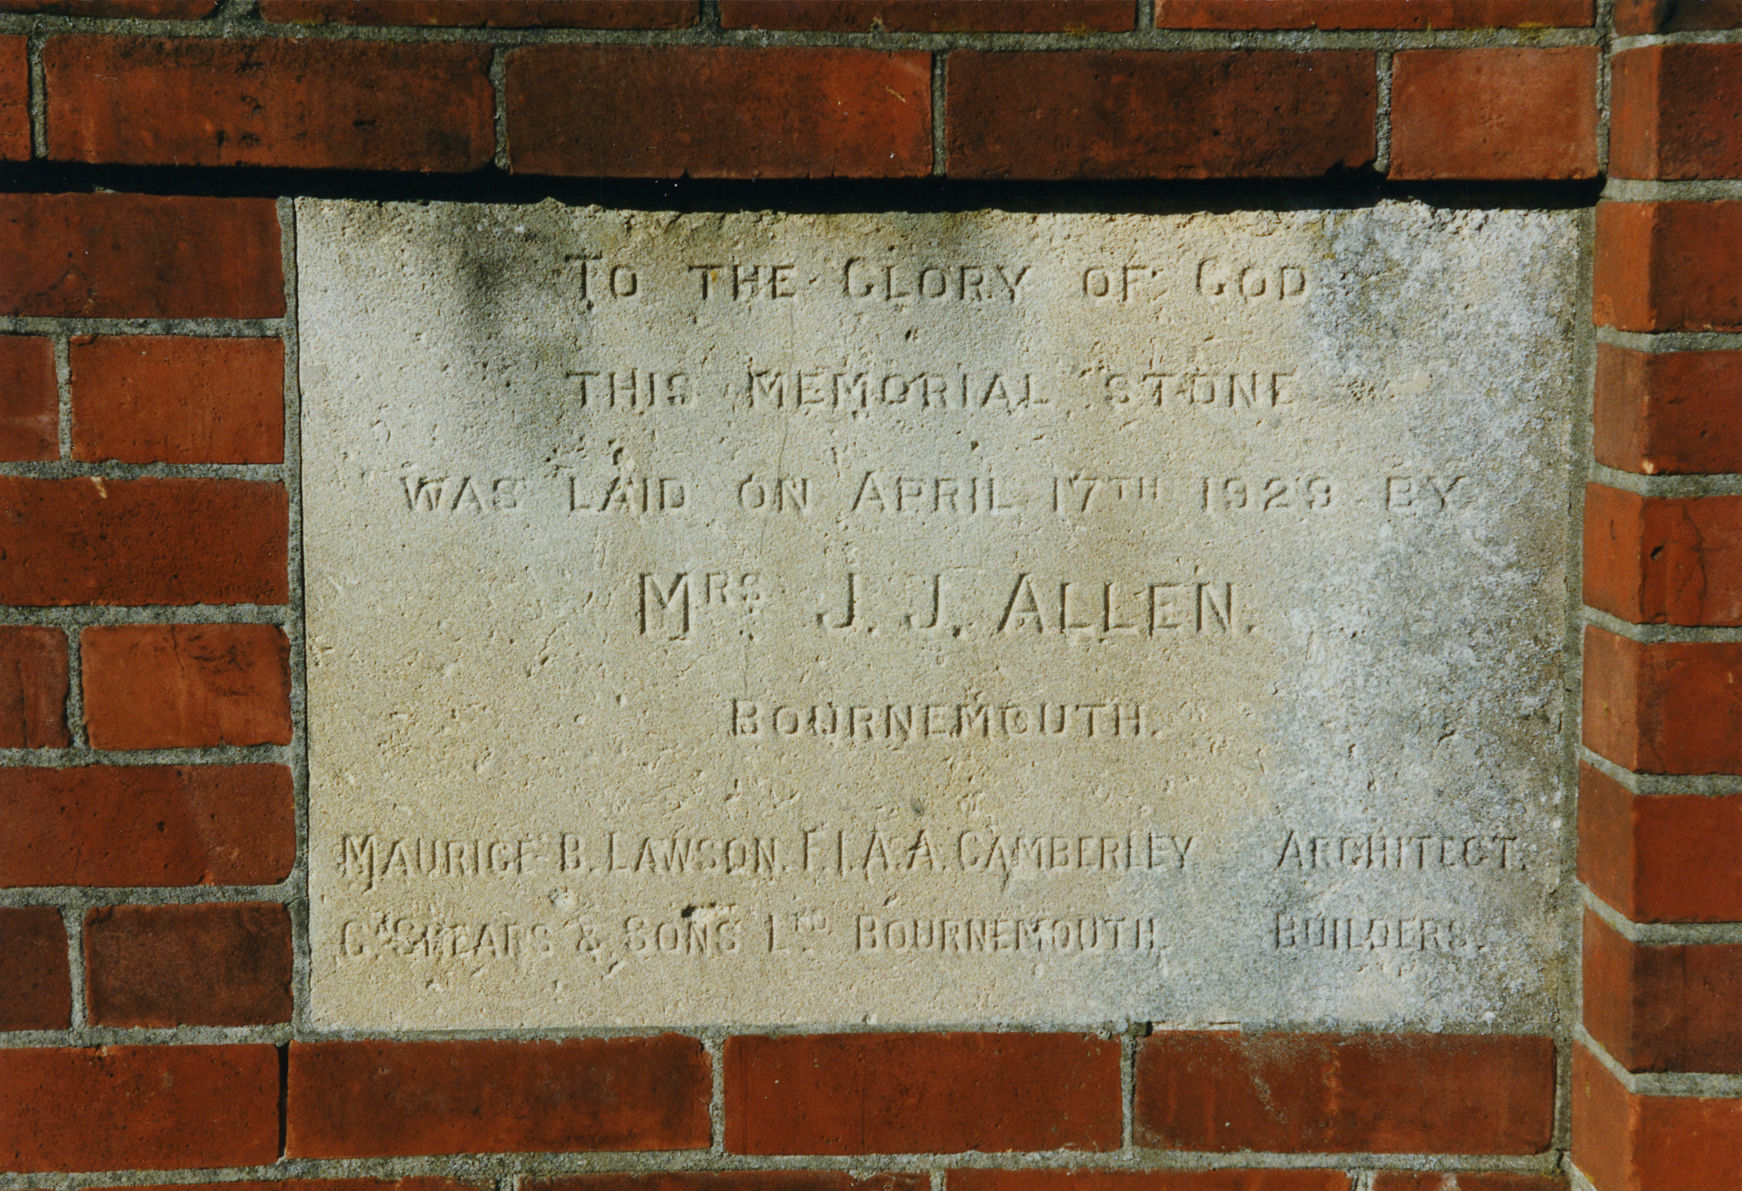 To the Glory of God
this memorial stone
was laid on April 17th 1929 by
Mrs J. J. Allen.
Bournemouth.
Maurice B. Lawson. F.I.A.A. Camberley Architect.
Spears & Sons Ltd Bournemouth. Builders.